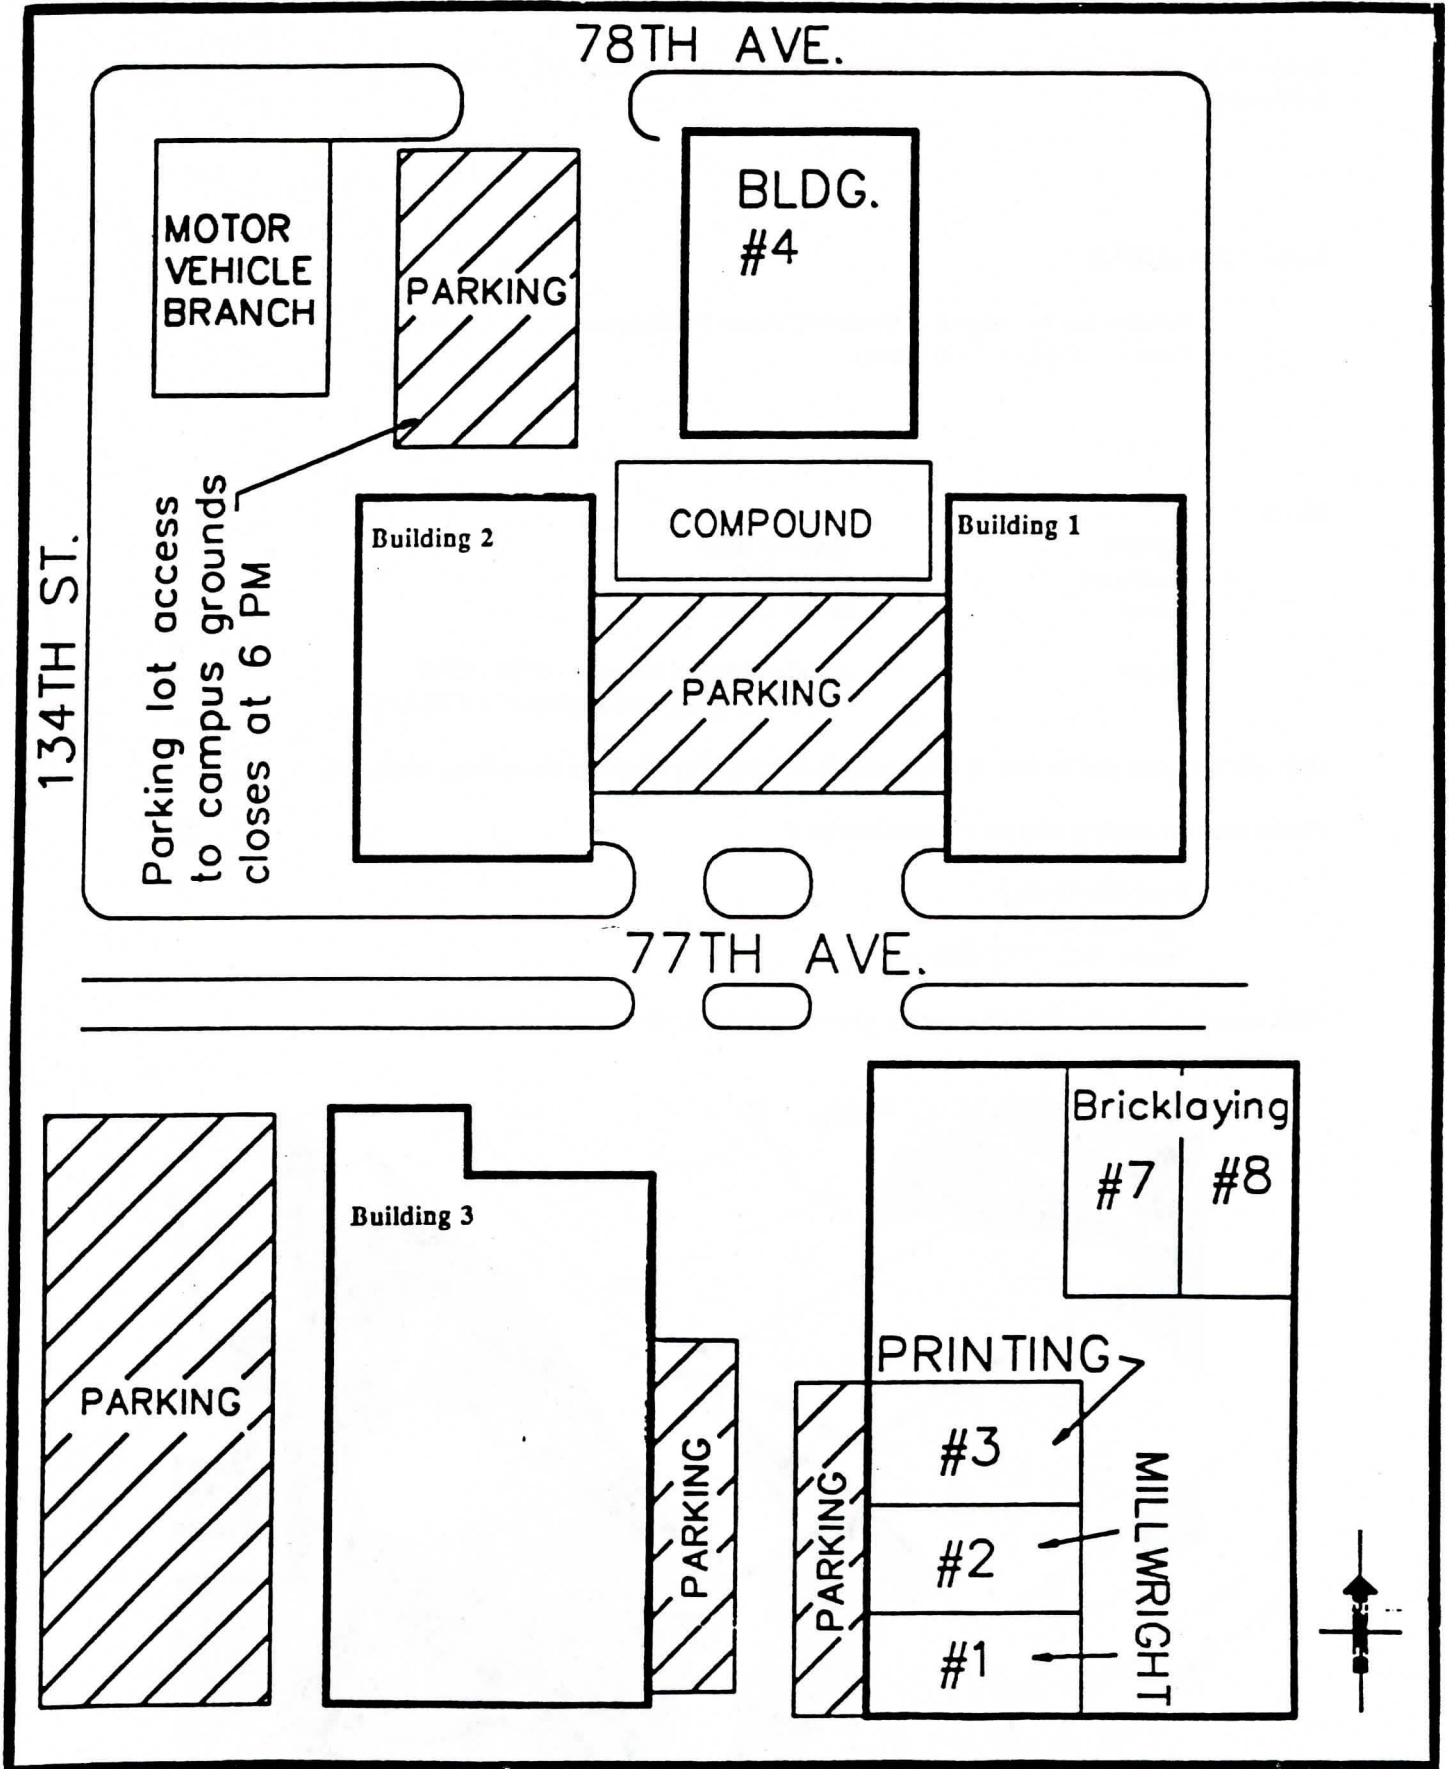 78TH AVE.
MOTOR
VEHICLE
BRANCH
PARKING
BLDG.
#4
134TH ST.
Parking lot access
to campus grounds
closes at 6 PM
Building 2
COMPOUND
Building 1
PARKING
77TH AVE.
Bricklaying
#7
#8
Building 3
PARKING
PARKING
PARKING
PRINTING
#3
#2
#1
MILLWRIGHT